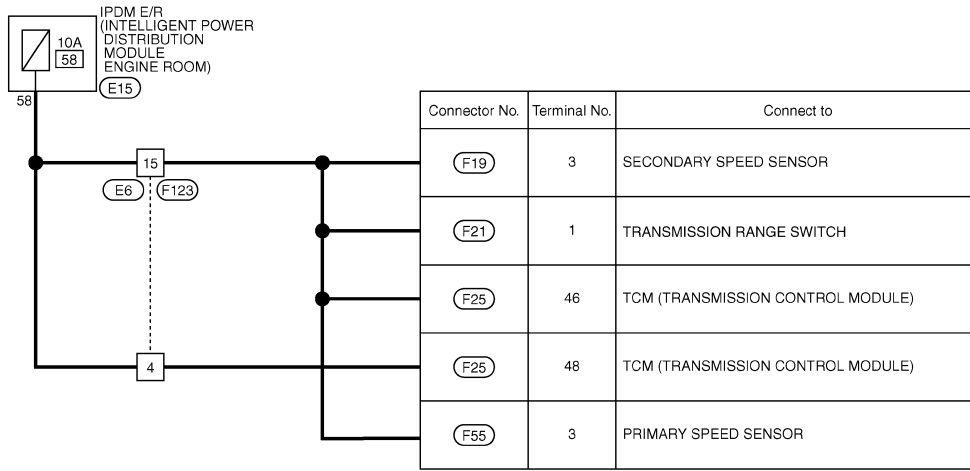 IPDM E/R
(INTELLIGENT POWER
DISTRIBUTION
MODULE
ENGINE ROOM)
10A
58
E15
58
Connector No. Terminal No. Connect to
15
F19 3 SECONDARY SPEED SENSOR
E6 F123
F21 1 TRANSMISSION RANGE SWITCH
F25 46 TCM (TRANSMISSION CONTROL MODULE)
4
F25 48 TCM (TRANSMISSION CONTROL MODULE)
F55 3 PRIMARY SPEED SENSOR